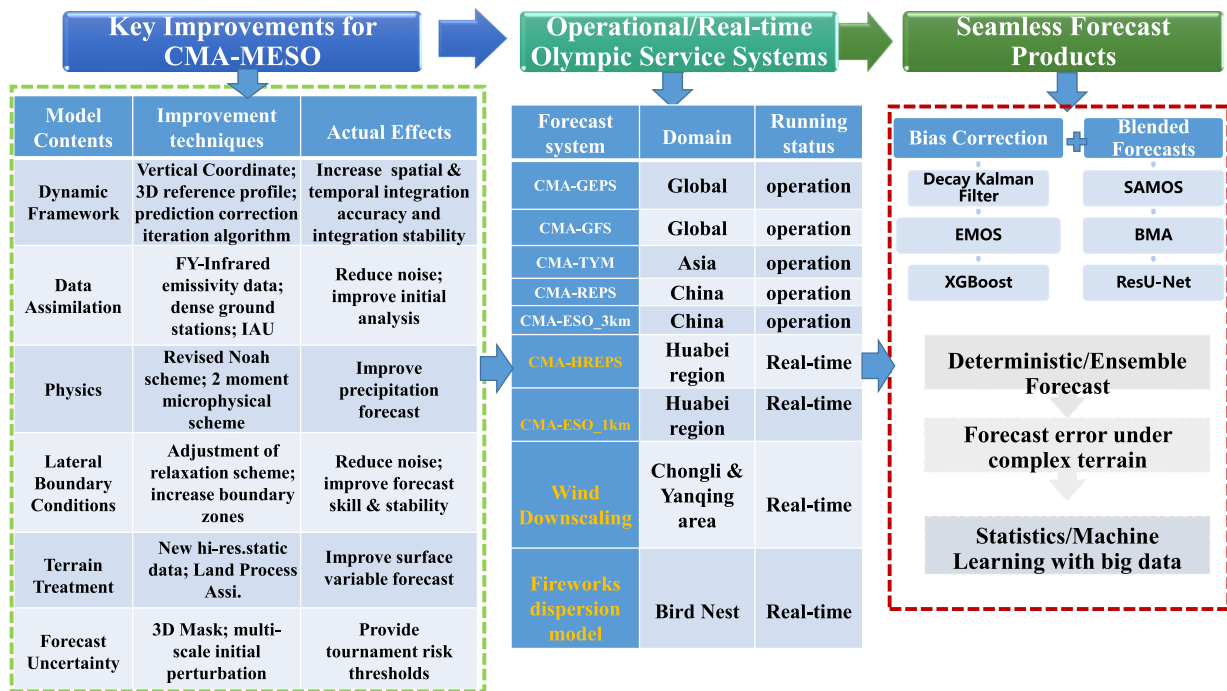 Key Improvements for
CMA-MESO
Operational/Real-time
Olympic Service Systems
Seamless Forecast
Products
Model
Contents
Improvement
techniques
Actual Effects
Dynamic
Framework
Vertical Coordinate;
3D reference profile;
prediction correction
iteration algorithm
Increase spatial &
temporal integration
accuracy and
integration stability
Data
Assimilation
FY-Infrared
emissivity data;
dense ground
stations; IAU
Reduce noise;
improve initial
analysis
Physics
Revised Noah
scheme; 2 moment
microphysical
scheme
Improve
precipitation
forecast
Lateral
Boundary
Conditions
Adjustment of
relaxation scheme;
increase boundary
zones
Reduce noise;
improve forecast
skill & stability
Terrain
Treatment
New hi-res.static
data; Land Process
Assi.
Improve surface
variable forecast
Forecast
Uncertainty
3D Mask; multi-
scale initial
perturbation
Provide
tournament risk
thresholds
Forecast
system
Domain
Running
status
CMA-GEPS
Global
operation
CMA-GFS
Global
operation
CMA-TYM
Asia
operation
CMA-REPS
China
operation
CMA-ESO_3km
China
operation
CMA-HREPS
Huabei
region
Real-time
CMA-ESO_1km
Huabei
region
Real-time
Wind
Downscaling
Chongli &
Yanqing
area
Real-time
Fireworks
dispersion
model
Bird Nest
Real-time
Bias Correction
Blended
Forecasts
Decay Kalman
Filter
SAMOS
EMOS
BMA
XGBoost
ResU-Net
Deterministic/Ensemble
Forecast
Forecast error under
complex terrain
Statistics/Machine
Learning with big data